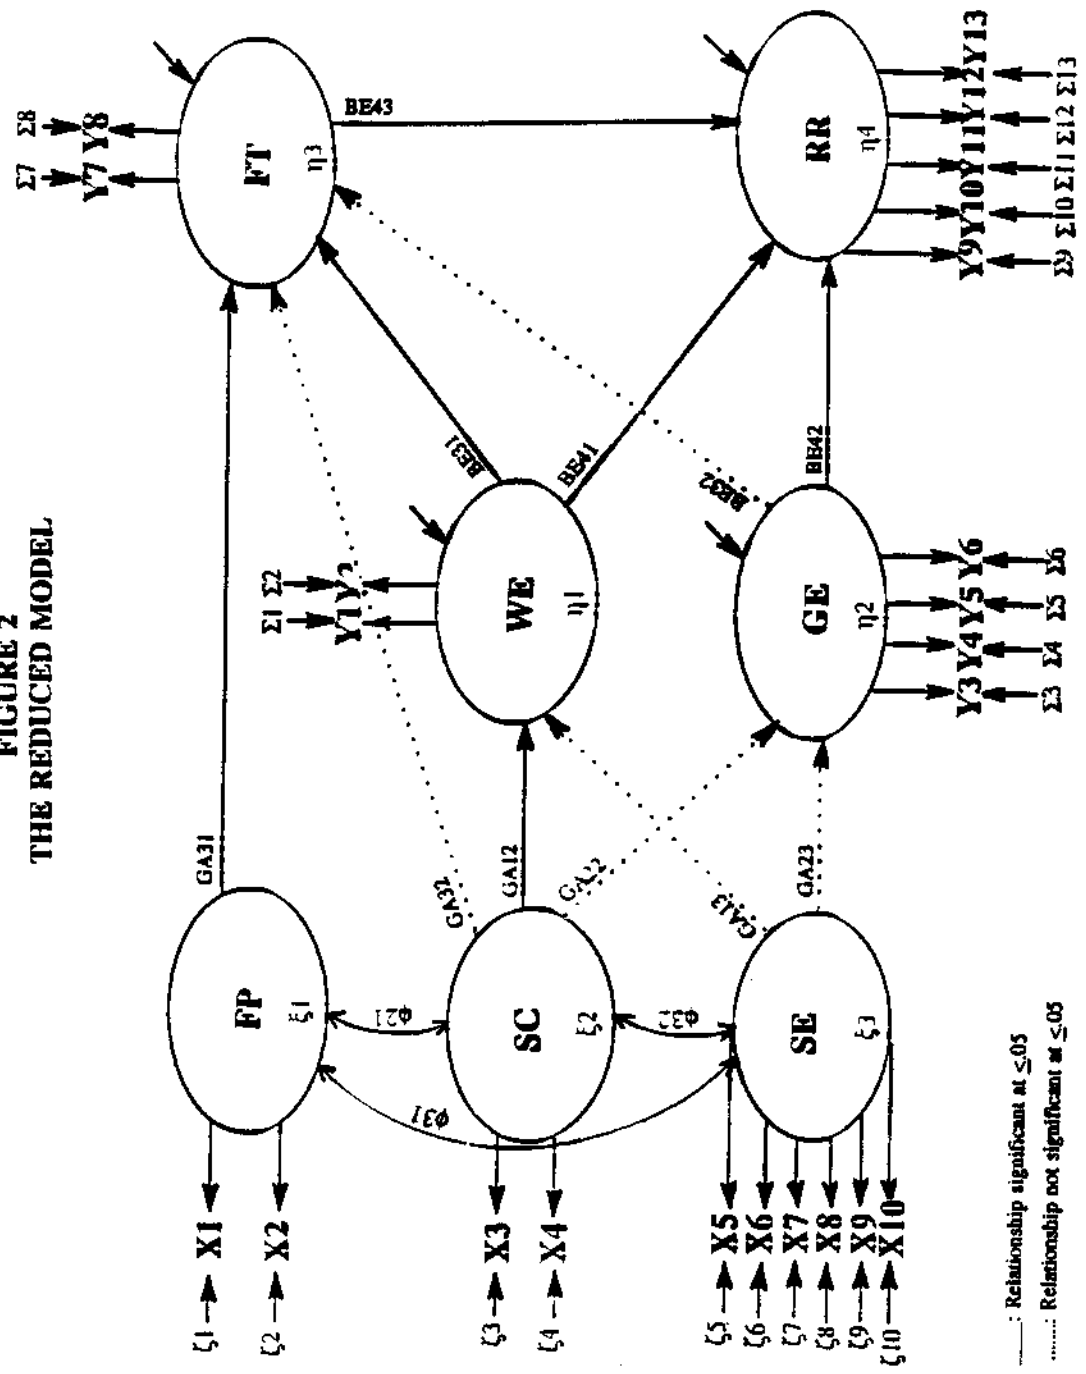 FIGURE 2
THE REDUCED MODEL
Σ7 Σ8
Y7 Y8
FT
η3
BE43
RR
η4
Y9 Y10 Y11 Y12 Y13
Σ9 Σ10 Σ11 Σ12 Σ13
GA31
BE31
BE41
BE32
BE42
Σ1 Σ2
Y1 Y2
WE
η1
GE
η2
Y3 Y4 Y5 Y6
Σ3 Σ4 Σ5 Σ6
GA32
GA12
GA22
GA13
GA23
FP
ξ1
φ21
SC
ξ2
φ32
φ31
SE
ξ3
ζ1 X1
ζ2 X2
ζ3 X3
ζ4 X4
ζ5 X5
ζ6 X6
ζ7 X7
ζ8 X8
ζ9 X9
ζ10 X10
___: Relationship significant at ≤.05
......: Relationship not significant at ≤.05